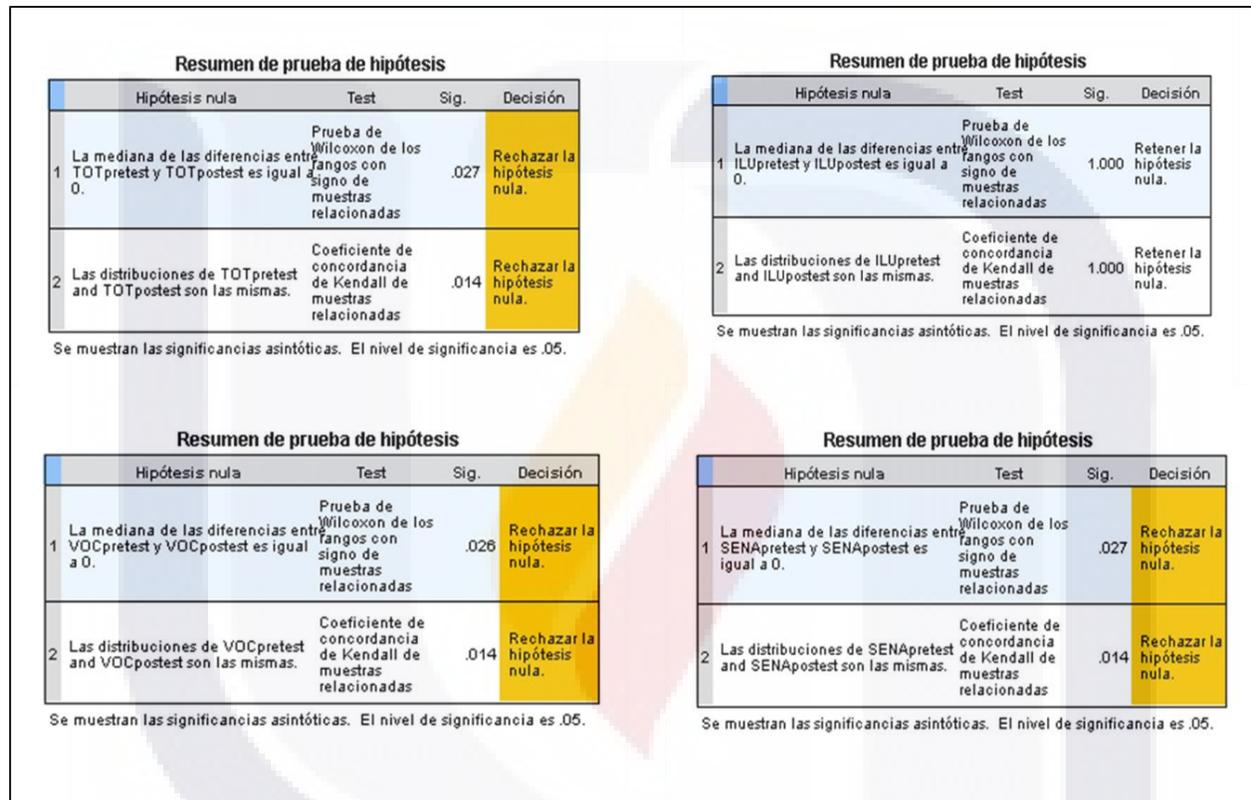 Resumen de prueba de hipótesis
Hipótesis nula Test Sig. Decisión
1 La mediana de las diferencias entre TOTpretest y TOTpostest es igual a 0. Prueba de Wilcoxon de los rangos con signo de muestras relacionadas .027 Rechazar la hipótesis nula.
2 Las distribuciones de TOTpretest and TOTpostest son las mismas. Coeficiente de concordancia de Kendall de muestras relacionadas .014 Rechazar la hipótesis nula.
Se muestran las significancias asintóticas. El nivel de significancia es .05.
Resumen de prueba de hipótesis
Hipótesis nula Test Sig. Decisión
1 La mediana de las diferencias entre ILUpretest y ILUpostest es igual a 0. Prueba de Wilcoxon de los rangos con signo de muestras relacionadas 1.000 Retener la hipótesis nula.
2 Las distribuciones de ILUpretest and ILUpostest son las mismas. Coeficiente de concordancia de Kendall de muestras relacionadas 1.000 Retener la hipótesis nula.
Se muestran las significancias asintóticas. El nivel de significancia es .05.
Resumen de prueba de hipótesis
Hipótesis nula Test Sig. Decisión
1 La mediana de las diferencias entre VOCpretest y VOCpostest es igual a 0. Prueba de Wilcoxon de los rangos con signo de muestras relacionadas .026 Rechazar la hipótesis nula.
2 Las distribuciones de VOCpretest and VOCpostest son las mismas. Coeficiente de concordancia de Kendall de muestras relacionadas .014 Rechazar la hipótesis nula.
Se muestran las significancias asintóticas. El nivel de significancia es .05.
Resumen de prueba de hipótesis
Hipótesis nula Test Sig. Decisión
1 La mediana de las diferencias entre SENApretest y SENApostest es igual a 0. Prueba de Wilcoxon de los rangos con signo de muestras relacionadas .027 Rechazar la hipótesis nula.
2 Las distribuciones de SENApretest and SENApostest son las mismas. Coeficiente de concordancia de Kendall de muestras relacionadas .014 Rechazar la hipótesis nula.
Se muestran las significancias asintóticas. El nivel de significancia es .05.